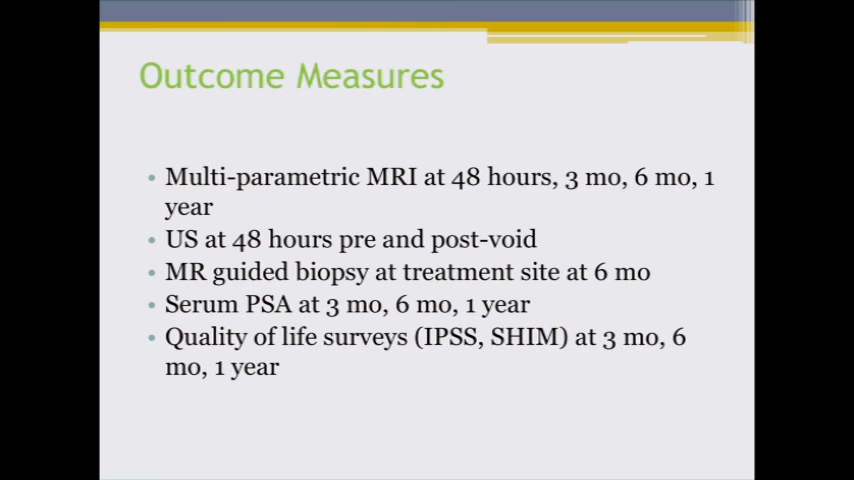 Outcome Measures
• Multi-parametric MRI at 48 hours, 3 mo, 6 mo, 1
year
• US at 48 hours pre and post-void
• MR guided biopsy at treatment site at 6 mo
• Serum PSA at 3 mo, 6 mo, 1 year
• Quality of life surveys (IPSS, SHIM) at 3 mo, 6
mo, 1 year